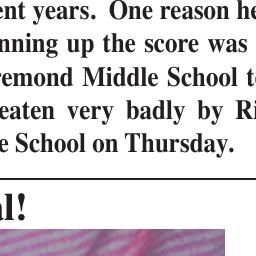 ent years. One reason he
nning up the score was
remond Middle School t
eaten very badly by Ri
e School on Thursday.
al!